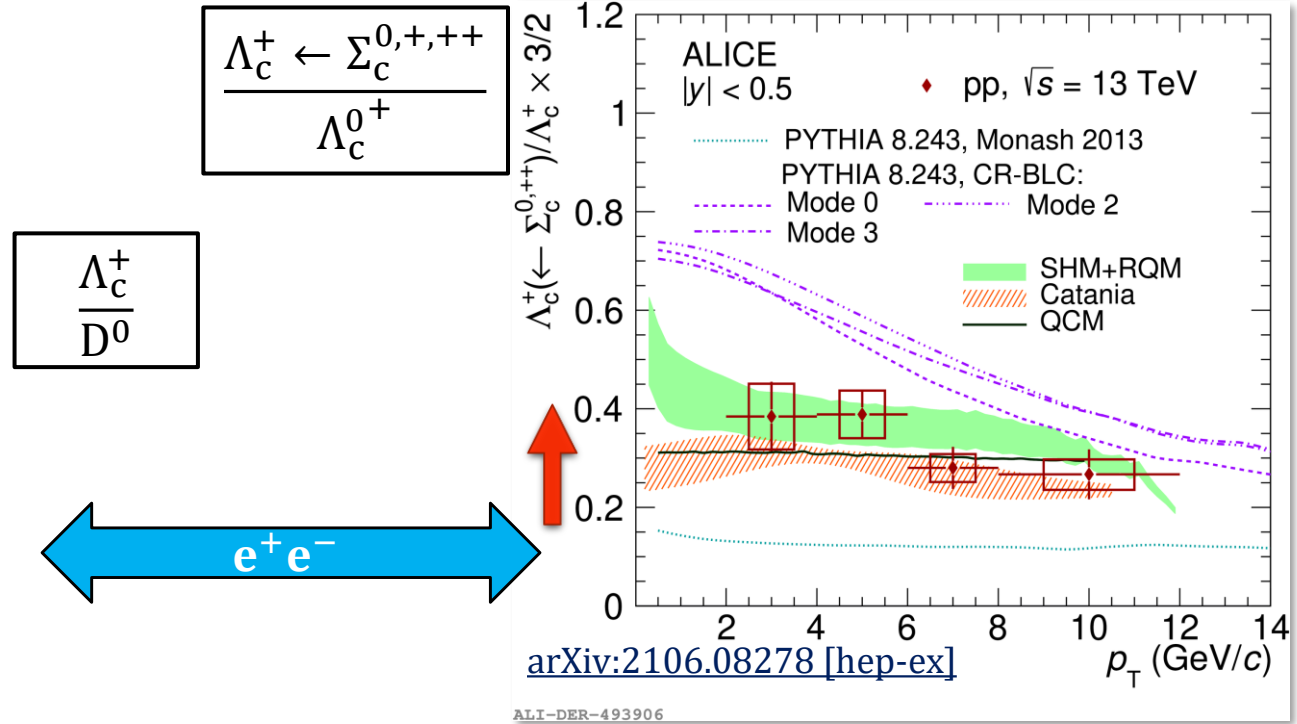 Λc+ ← Σc0,+,++
Λc0+
Λc+
D0
e+e−
Λc+(← Σc0,++)/Λc+ × 3/2
1.2
1
0.8
0.6
0.4
0.2
0
ALICE
|y| < 0.5
pp, √s = 13 TeV
PYTHIA 8.243, Monash 2013
PYTHIA 8.243, CR-BLC:
Mode 0
Mode 2
Mode 3
SHM+RQM
Catania
QCM
2 4 6 8 10 12 14
pT (GeV/c)
arXiv:2106.08278 [hep-ex]
ALI-DER-493906